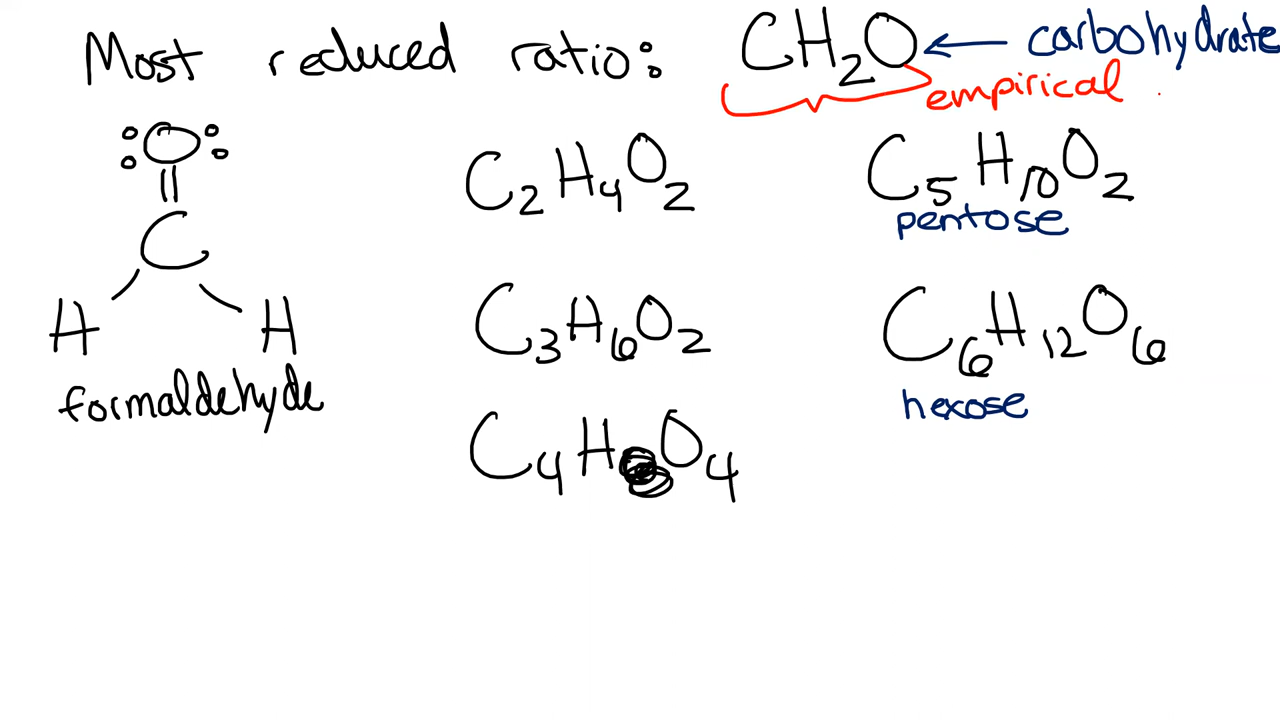 Most reduced ratio: CH₂O ← carbohydrate
empirical
:O:
C
H H
formaldehyde
C₂H₄O₂
C₃H₆O₂
C₄H O₄
C₅H₁₀O₂
pentose
C₆H₁₂O₆
hexose